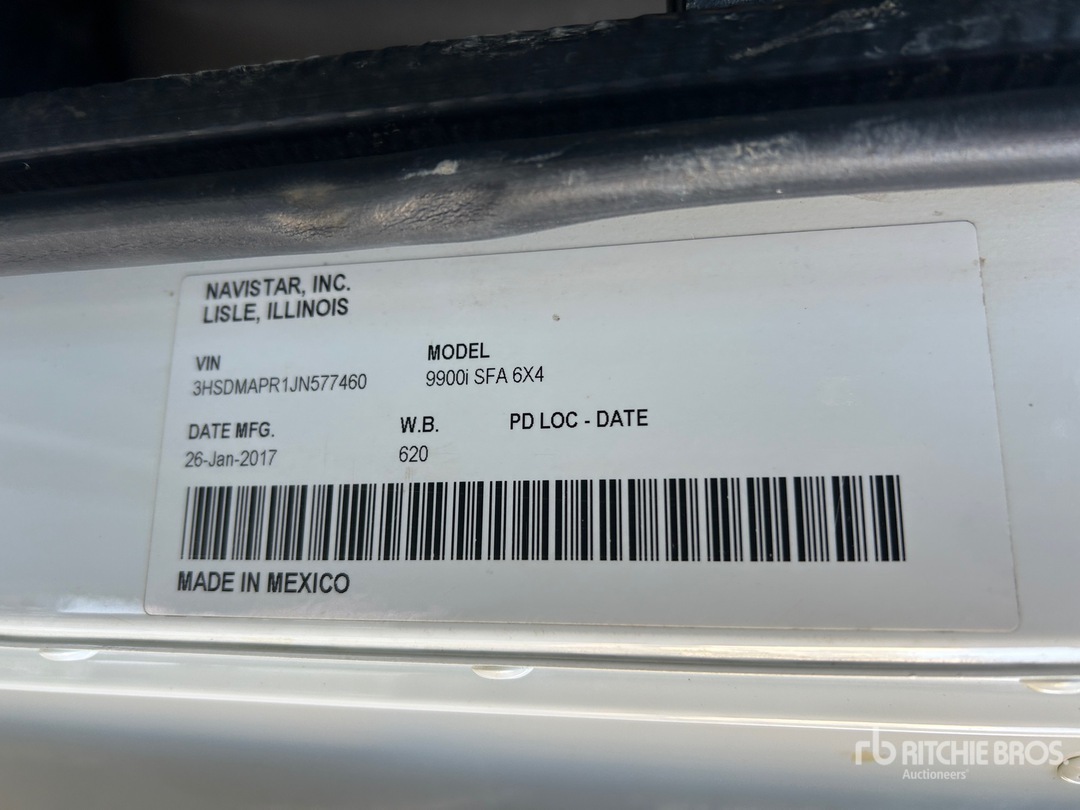 NAVISTAR, INC.
LISLE, ILLINOIS
VIN
3HSDMAPR1JN577460
MODEL
9900i SFA 6X4
DATE MFG.
26-Jan-2017
W.B.
620
PD LOC - DATE
MADE IN MEXICO
rb RITCHIE BROS.
Auctioneers